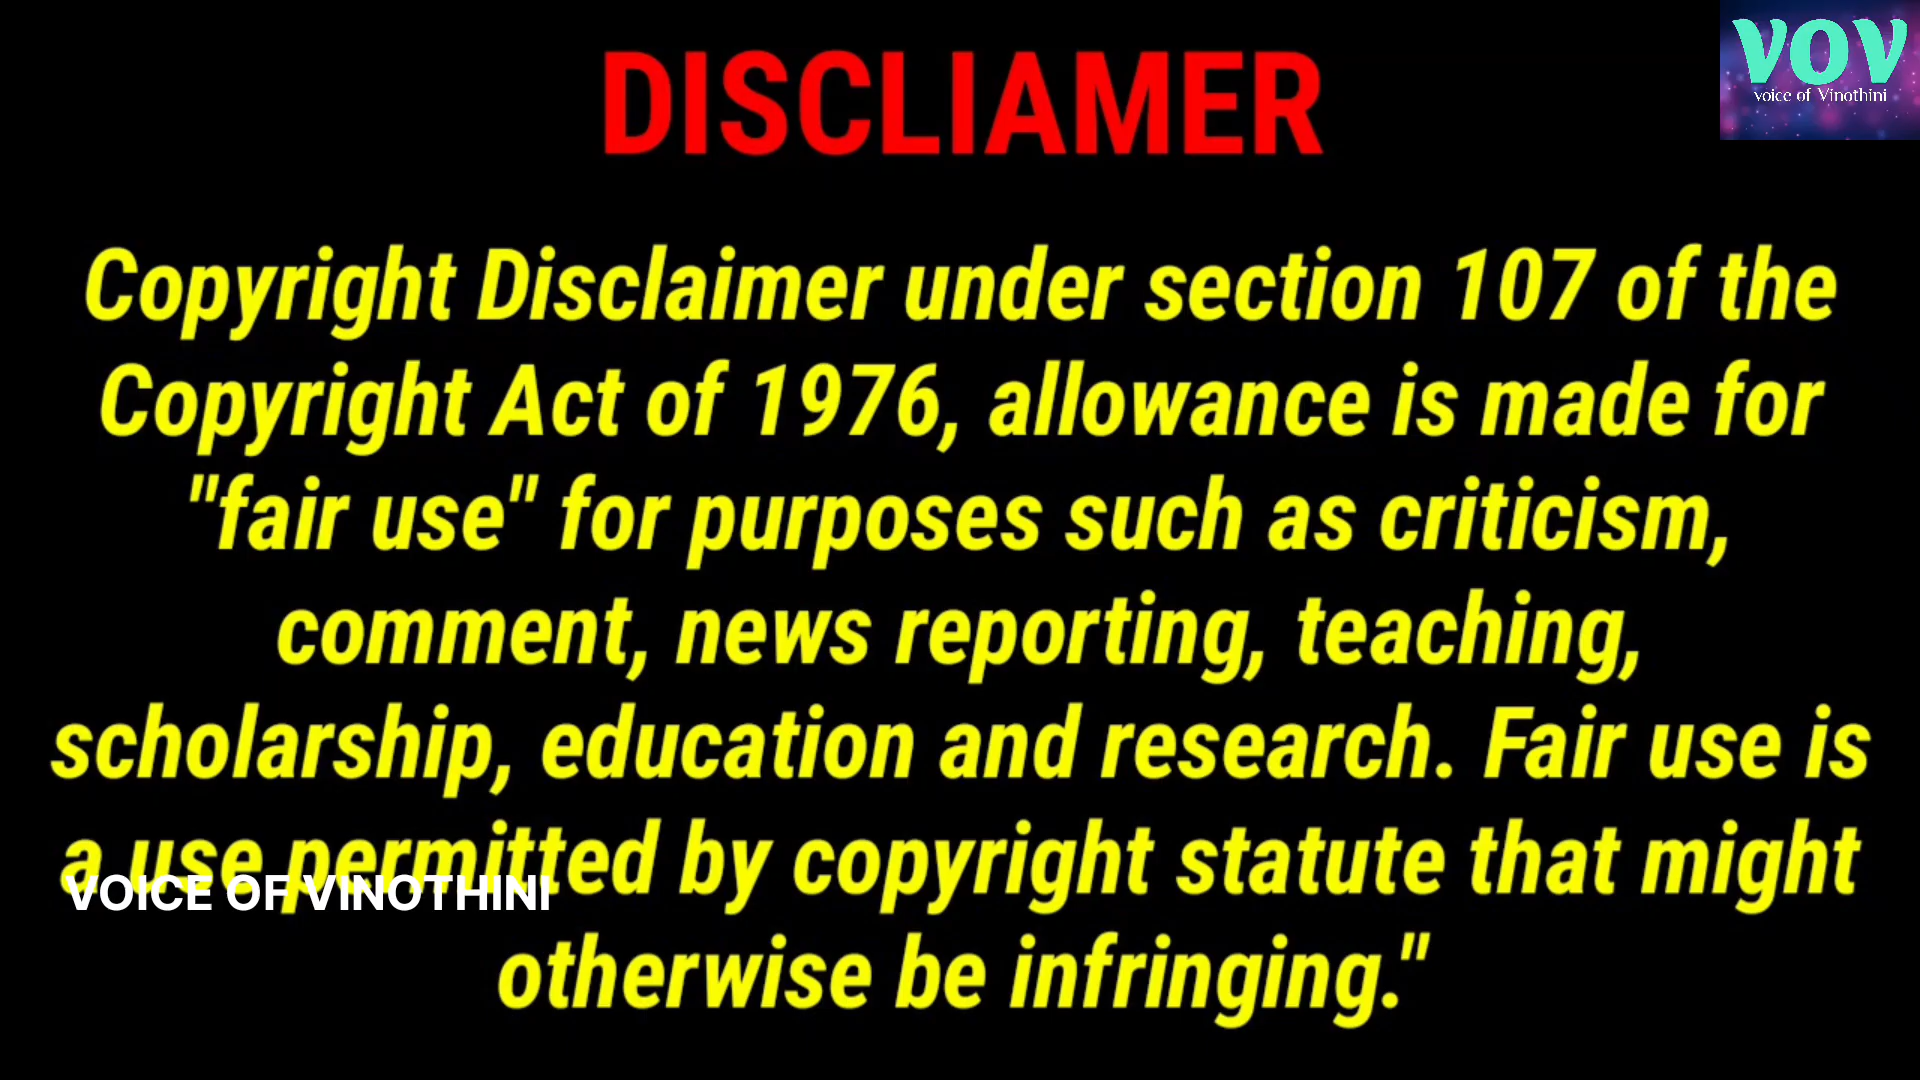 DISCLIAMER
VOV
voice of Vinothini
Copyright Disclaimer under section 107 of the
Copyright Act of 1976, allowance is made for
"fair use" for purposes such as criticism,
comment, news reporting, teaching,
scholarship, education and research. Fair use is
a use permitted by copyright statute that might
VOICE OF VINOTHINI
otherwise be infringing."